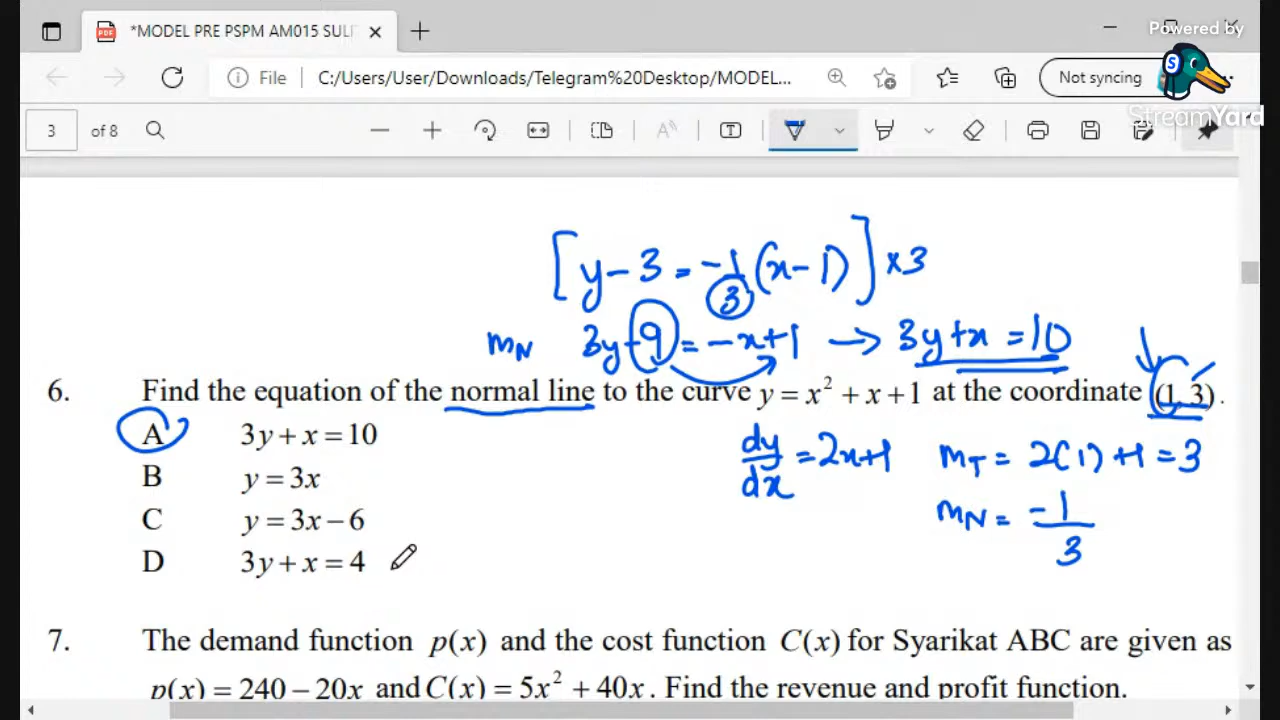 *MODEL PRE PSPM AM015 SULI
Powered by
File C:/Users/User/Downloads/Telegram%20Desktop/MODEL... Not syncing
StreamYard
3 of 8
[y - 3 = -1/3 (x - 1)] × 3
mN 3y - 9 = -x + 1 → 3y + x = 10
6. Find the equation of the normal line to the curve y = x² + x + 1 at the coordinate (1, 3).
A 3y + x = 10
dy/dx = 2x + 1 mT = 2(1) + 1 = 3
B y = 3x
mN = -1/3
C y = 3x - 6
D 3y + x = 4
7. The demand function p(x) and the cost function C(x) for Syarikat ABC are given as
p(x) = 240 - 20x and C(x) = 5x² + 40x. Find the revenue and profit function.